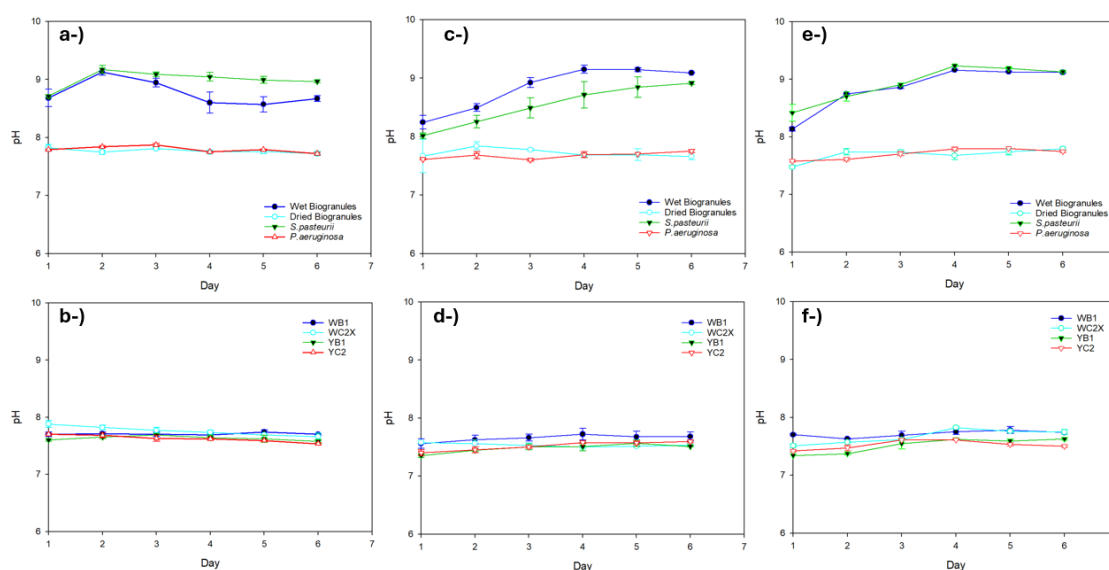 a-)
10
9
8
7
6
pH
1
2
3
4
5
6
7
Day
Wet Biogranules
Dried Biogranules
S.pasteurii
P.aeruginosa
c-)
10
9
8
7
6
pH
1
2
3
4
5
6
7
Day
Wet Biogranules
Dried Biogranules
S.pasteurii
P.aeruginosa
e-)
10
9
8
7
6
pH
1
2
3
4
5
6
Day
Wet Biogranules
Dried Biogranules
S.pasteurii
P.aeruginosa
b-)
10
9
8
7
6
pH
1
2
3
4
5
6
7
Day
WB1
WC2X
YB1
YC2
d-)
10
9
8
7
6
pH
1
2
3
4
5
6
7
Day
WB1
WC2X
YB1
YC2
f-)
10
9
8
7
6
pH
1
2
3
4
5
6
7
Day
WB1
WC2X
YB1
YC2